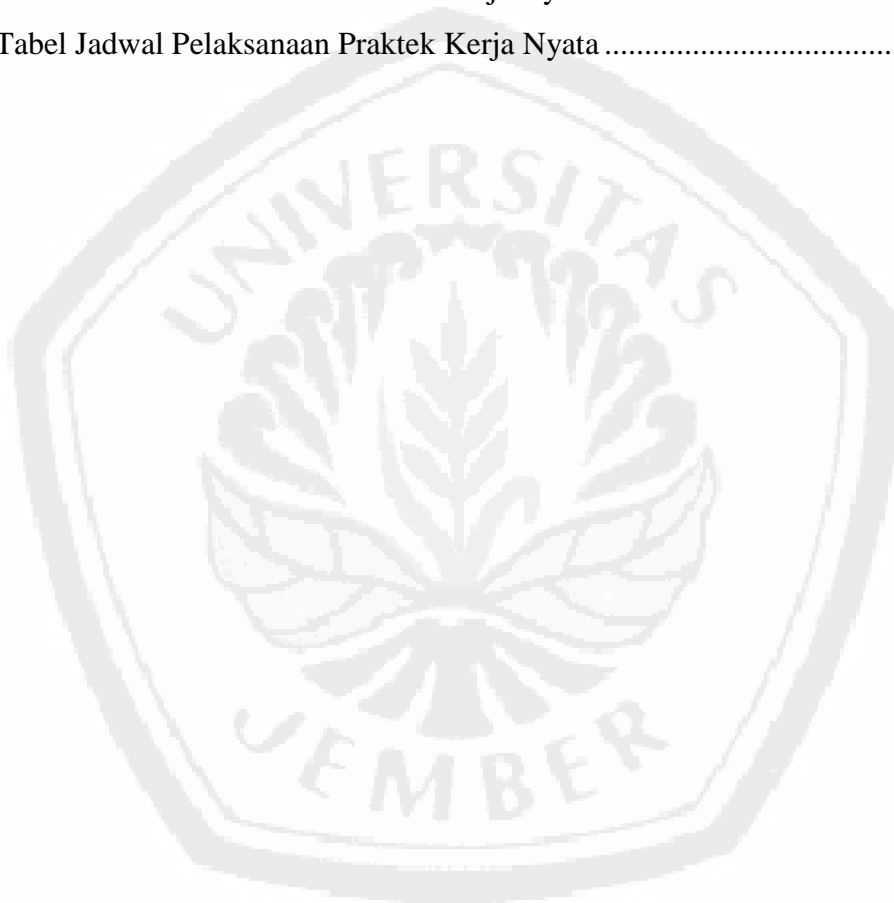 Tabel Jadwal Pelaksanaan Praktek Kerja Nyata ...................................
UNIVERSITAS
JEMBER